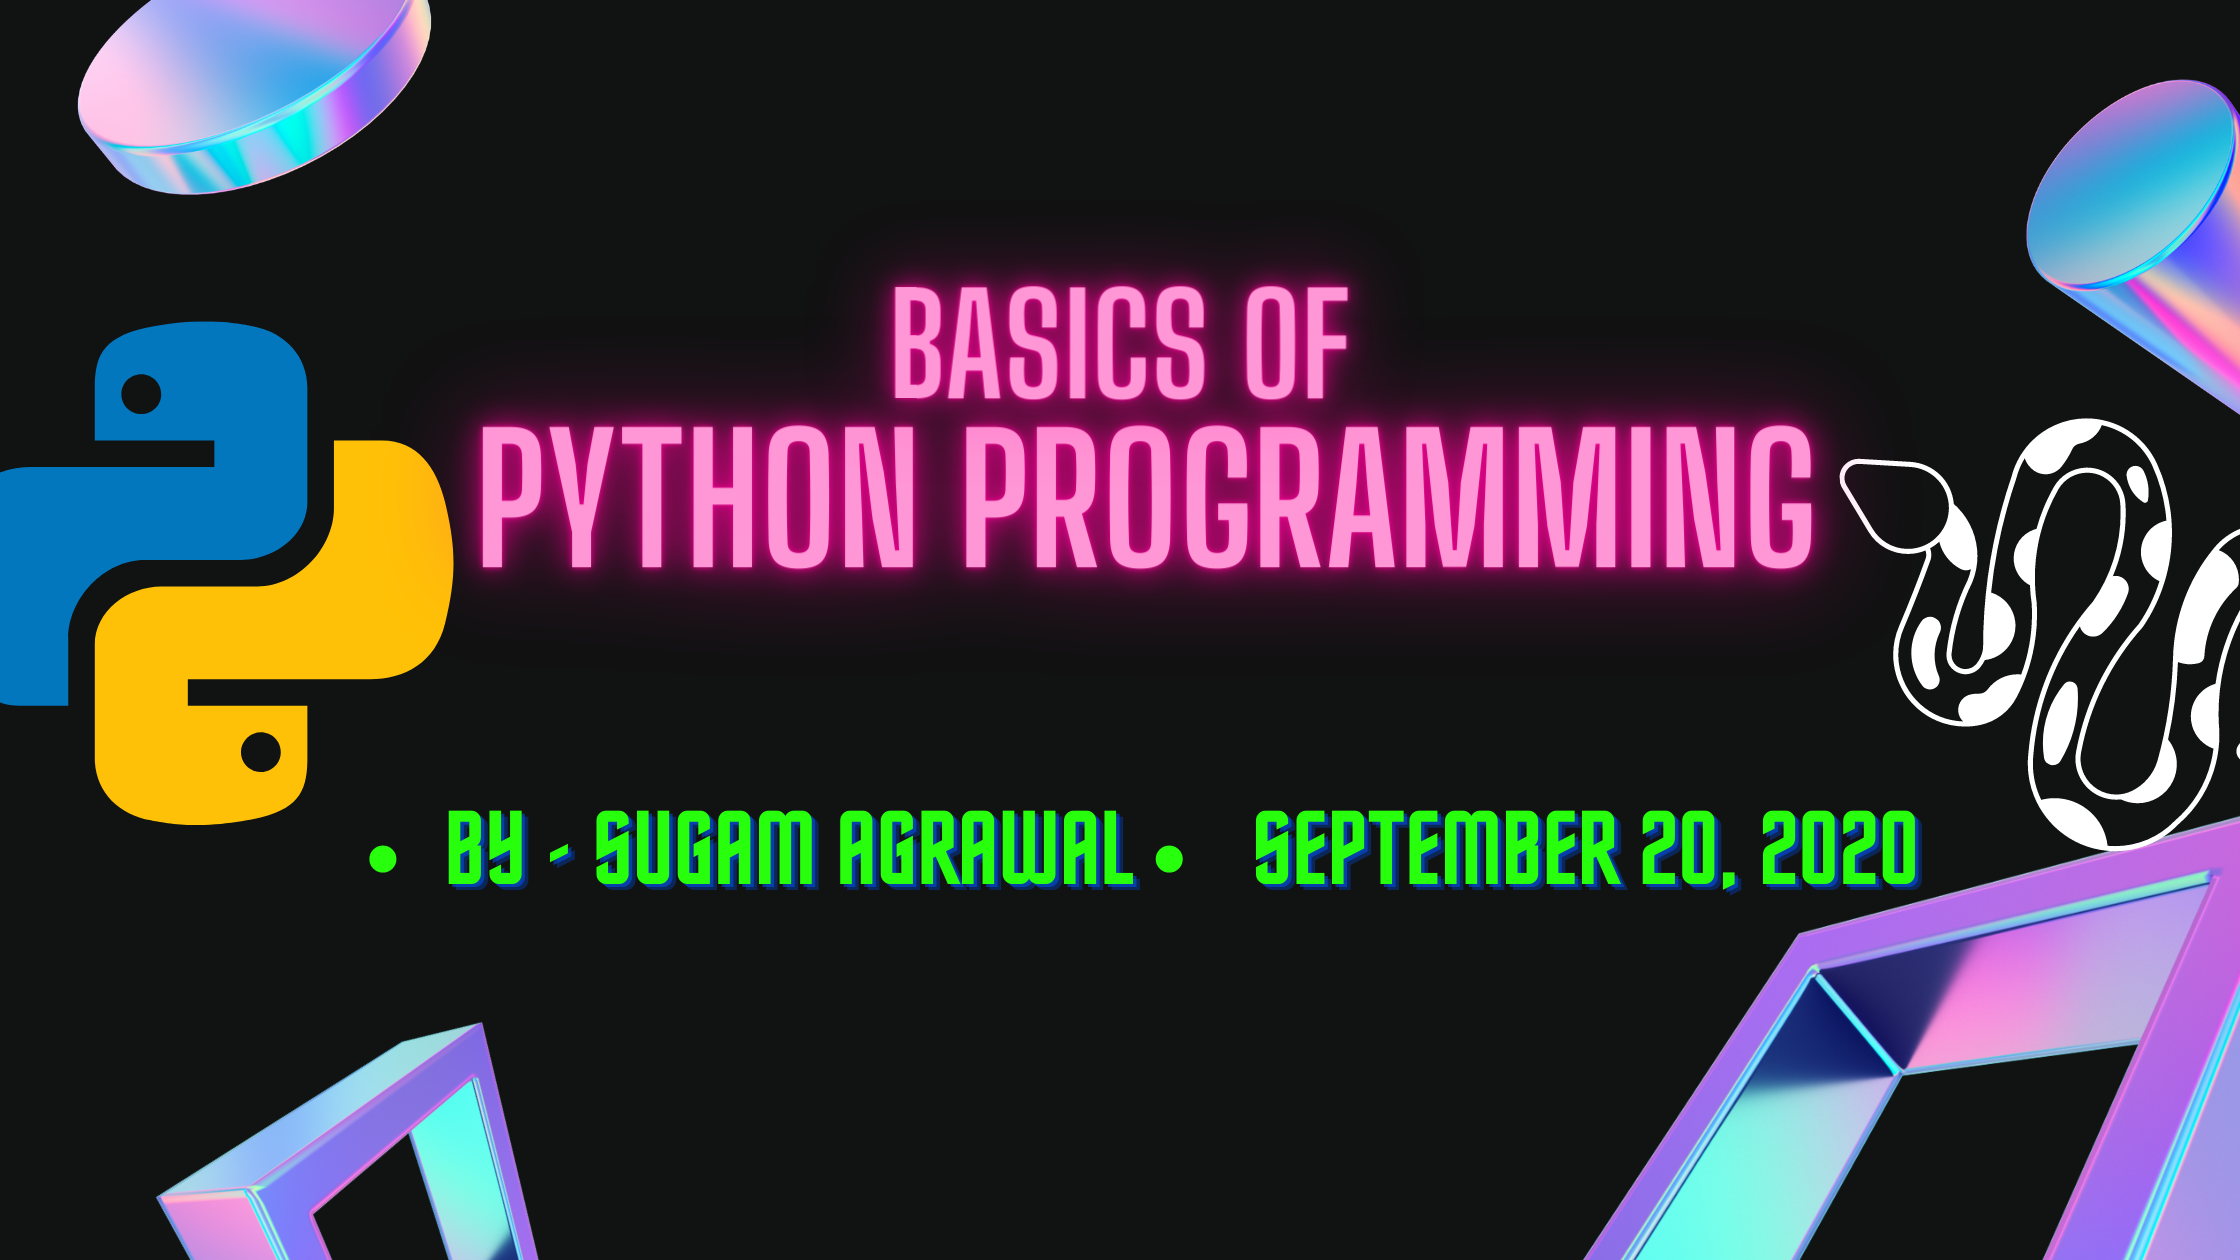 BASICS OF
PYTHON PROGRAMMING
• BY - SUGAM AGRAWAL • SEPTEMBER 20, 2020